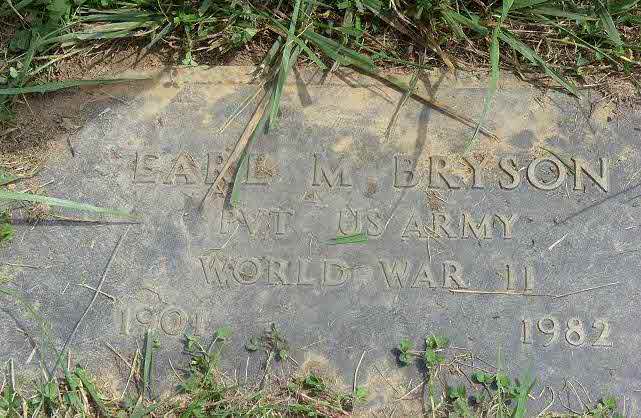 EARL M BRYSON
PVT US ARMY
WORLD WAR II
1901 1982